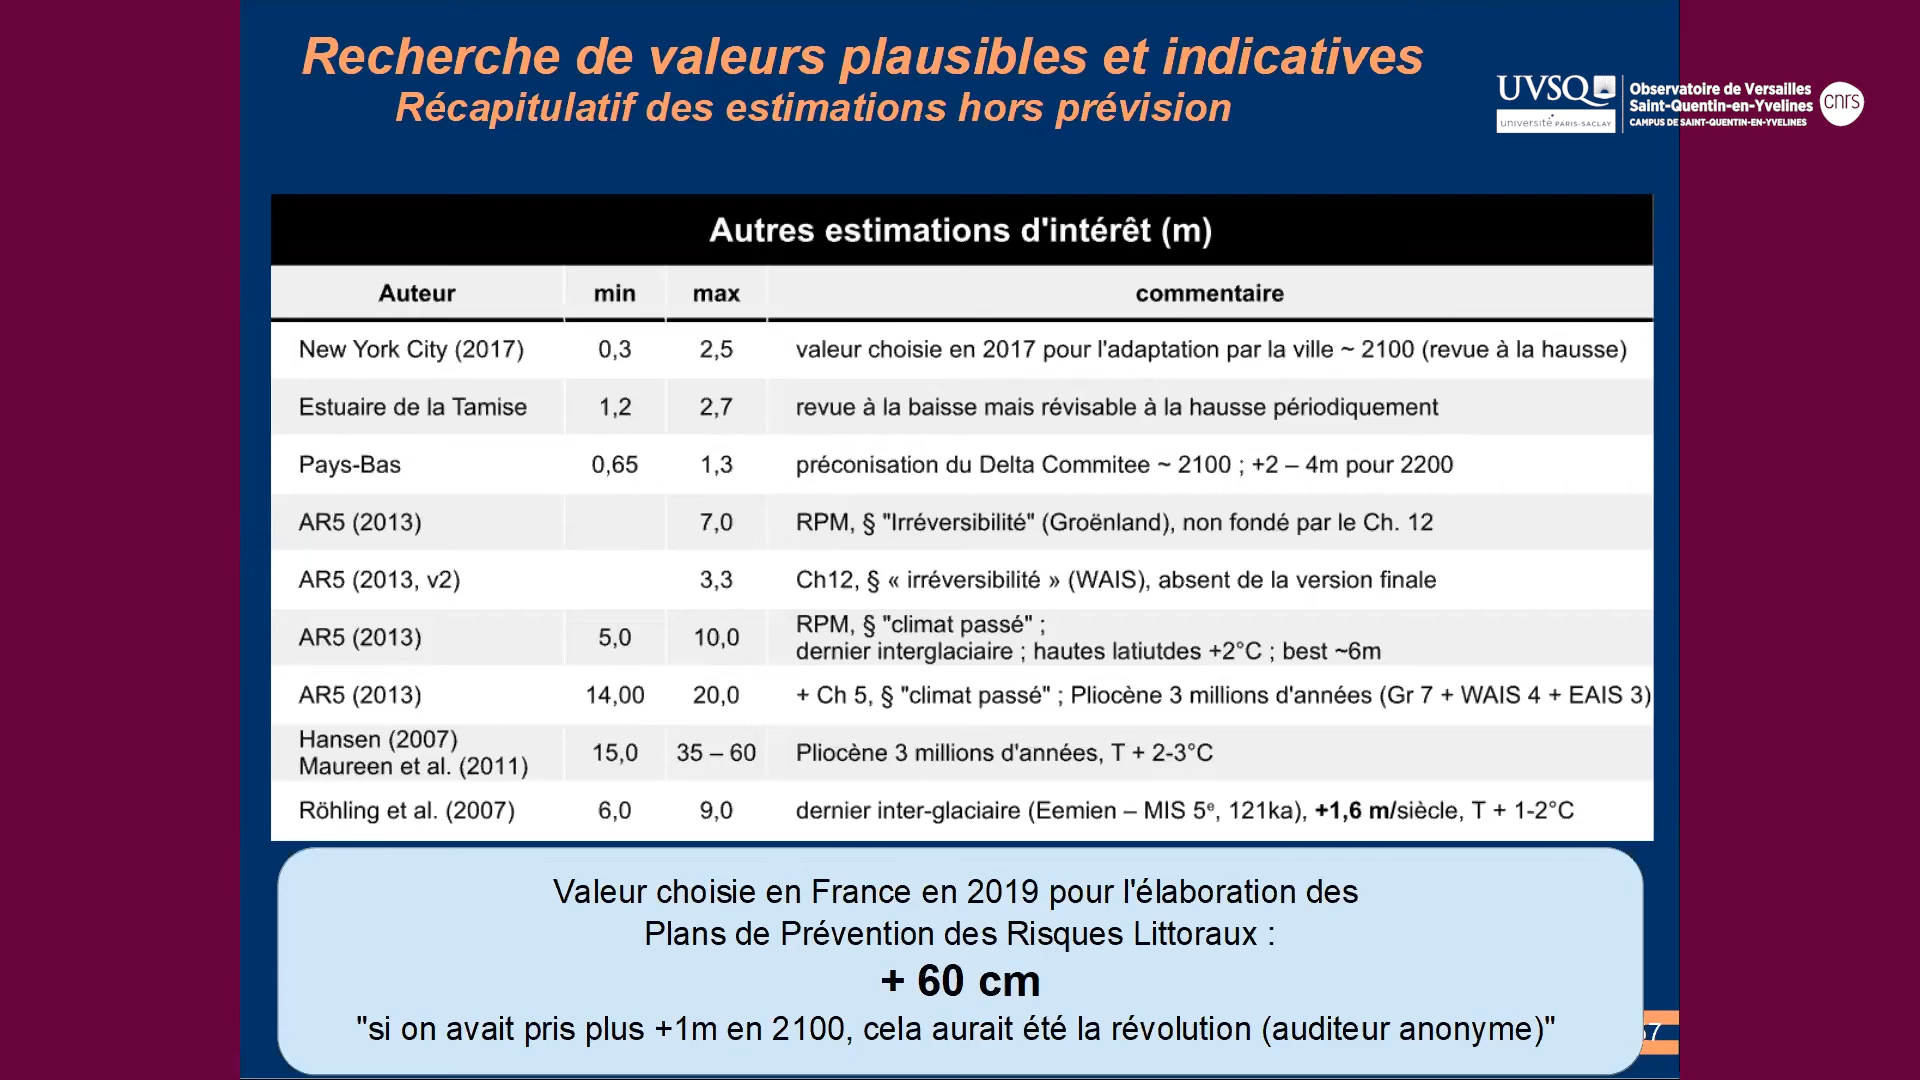 Recherche de valeurs plausibles et indicatives
Récapitulatif des estimations hors prévision
UVSQ
université PARIS-SACLAY
Observatoire de Versailles
Saint-Quentin-en-Yvelines
CAMPUS DE SAINT-QUENTIN-EN-YVELINES
cnrs
Autres estimations d'intérêt (m)
Auteur min max commentaire
New York City (2017) 0,3 2,5 valeur choisie en 2017 pour l'adaptation par la ville ~ 2100 (revue à la hausse)
Estuaire de la Tamise 1,2 2,7 revue à la baisse mais révisable à la hausse périodiquement
Pays-Bas 0,65 1,3 préconisation du Delta Commitee ~ 2100 ; +2 – 4m pour 2200
AR5 (2013) 7,0 RPM, § "Irréversibilité" (Groënland), non fondé par le Ch. 12
AR5 (2013, v2) 3,3 Ch12, § « irréversibilité » (WAIS), absent de la version finale
AR5 (2013) 5,0 10,0 RPM, § "climat passé" ;
dernier interglaciaire ; hautes latiutdes +2°C ; best ~6m
AR5 (2013) 14,00 20,0 + Ch 5, § "climat passé" ; Pliocène 3 millions d'années (Gr 7 + WAIS 4 + EAIS 3)
Hansen (2007)
Maureen et al. (2011) 15,0 35 – 60 Pliocène 3 millions d'années, T + 2-3°C
Röhling et al. (2007) 6,0 9,0 dernier inter-glaciaire (Eemien – MIS 5ᵉ, 121ka), +1,6 m/siècle, T + 1-2°C
Valeur choisie en France en 2019 pour l'élaboration des
Plans de Prévention des Risques Littoraux :
+ 60 cm
"si on avait pris plus +1m en 2100, cela aurait été la révolution (auditeur anonyme)"